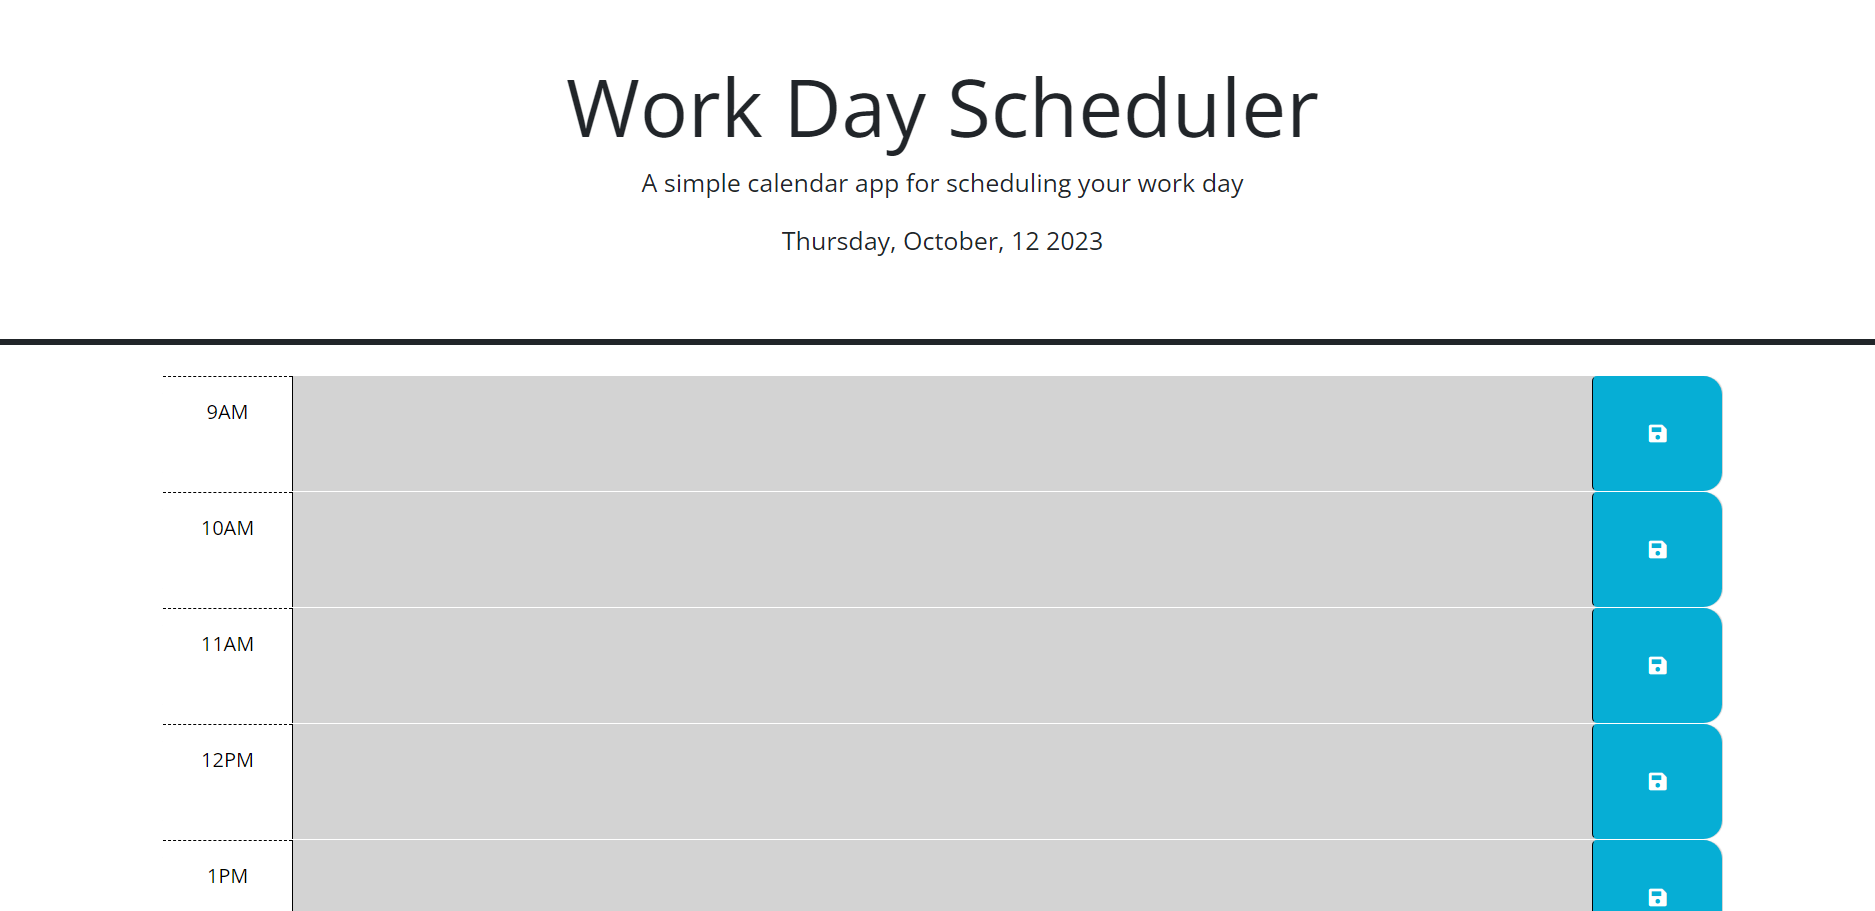 Work Day Scheduler
A simple calendar app for scheduling your work day
Thursday, October, 12 2023
9AM
10AM
11AM
12PM
1PM